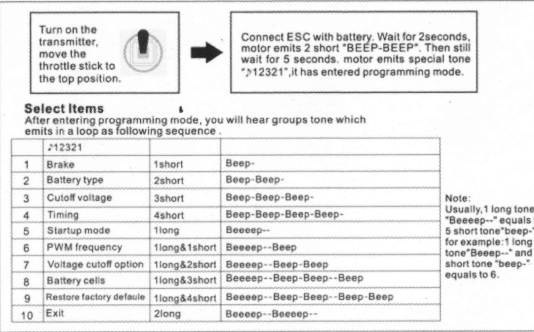 Turn on the
transmitter,
move the
throttle stick to
the top position.
Connect ESC with battery. Wait for 2seconds,
motor emits 2 short "BEEP-BEEP". Then still
wait for 5 seconds. motor emits special tone
"♪12321",it has entered programming mode.
Select Items
After entering programming mode, you will hear groups tone which
emits in a loop as following sequence .
♪12321
1 Brake 1short Beep-
2 Battery type 2short Beep-Beep-
3 Cutoff voltage 3short Beep-Beep-Beep-
4 Timing 4short Beep-Beep-Beep-Beep-
5 Startup mode 1long Beeeep--
6 PWM frequency 1long&1short Beeeep--Beep
7 Voltage cutoff option 1long&2short Beeeep--Beep-Beep
8 Battery cells 1long&3short Beeeep--Beep-Beep--Beep
9 Restore factory defaule 1long&4short Beeeep--Beep-Beep--Beep-Beep
10 Exit 2long Beeeep--Beeeep--
Note:
Usually,1 long tone
"Beeeep--" equals
5 short tone"beep-"
for example:1 long
tone"Beeep--" and
short tone "beep-"
equals to 6.